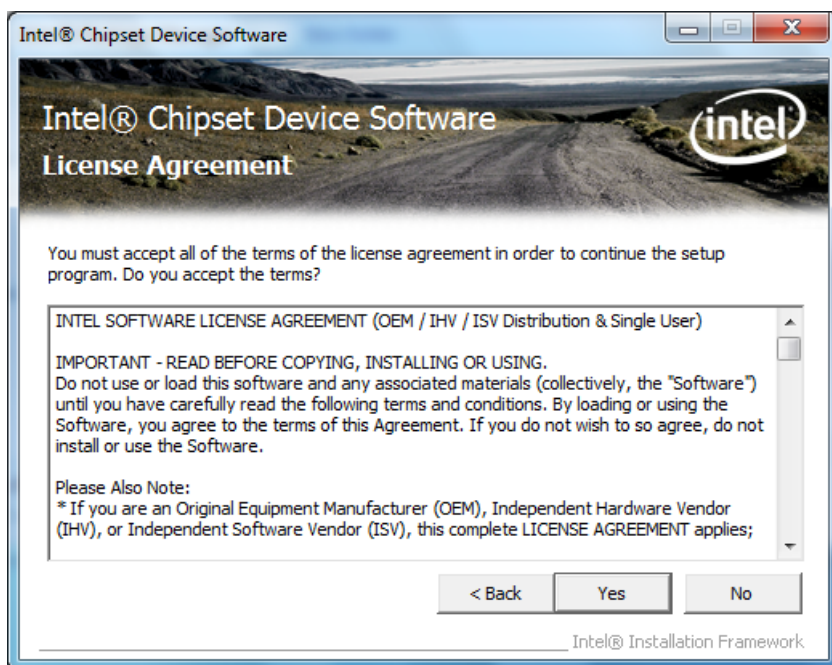 Intel® Chipset Device Software
Intel® Chipset Device Software
intel
License Agreement
You must accept all of the terms of the license agreement in order to continue the setup
program. Do you accept the terms?
INTEL SOFTWARE LICENSE AGREEMENT (OEM / IHV / ISV Distribution & Single User)
IMPORTANT - READ BEFORE COPYING, INSTALLING OR USING.
Do not use or load this software and any associated materials (collectively, the "Software")
until you have carefully read the following terms and conditions. By loading or using the
Software, you agree to the terms of this Agreement. If you do not wish to so agree, do not
install or use the Software.
Please Also Note:
* If you are an Original Equipment Manufacturer (OEM), Independent Hardware Vendor
(IHV), or Independent Software Vendor (ISV), this complete LICENSE AGREEMENT applies;
< Back Yes No
Intel® Installation Framework